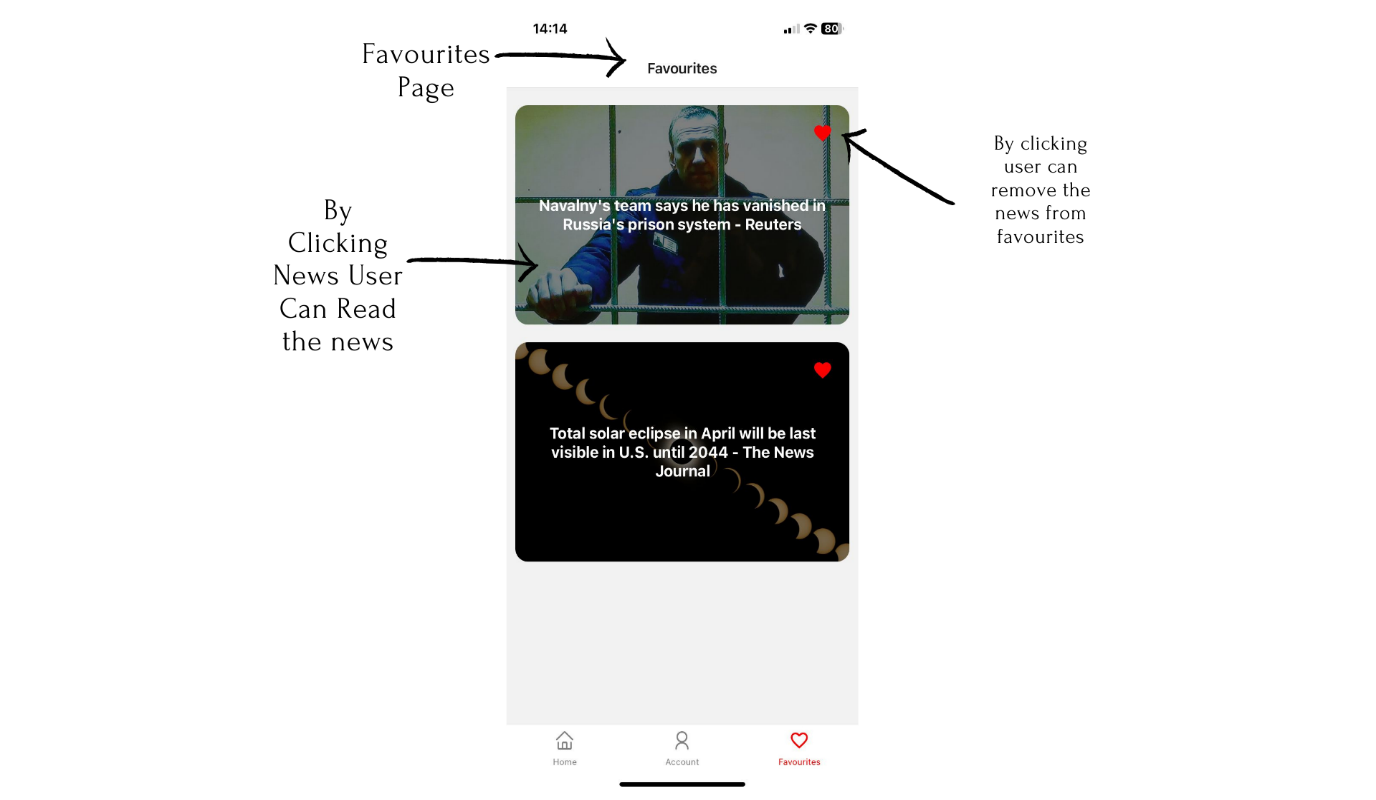 14:14
80
Favourites
Page
Favourites
Navalny's team says he has vanished in
Russia's prison system - Reuters
By clicking
user can
remove the
news from
favourites
By
Clicking
News User
Can Read
the news
Total solar eclipse in April will be last
visible in U.S. until 2044 - The News
Journal
Home
Account
Favourites